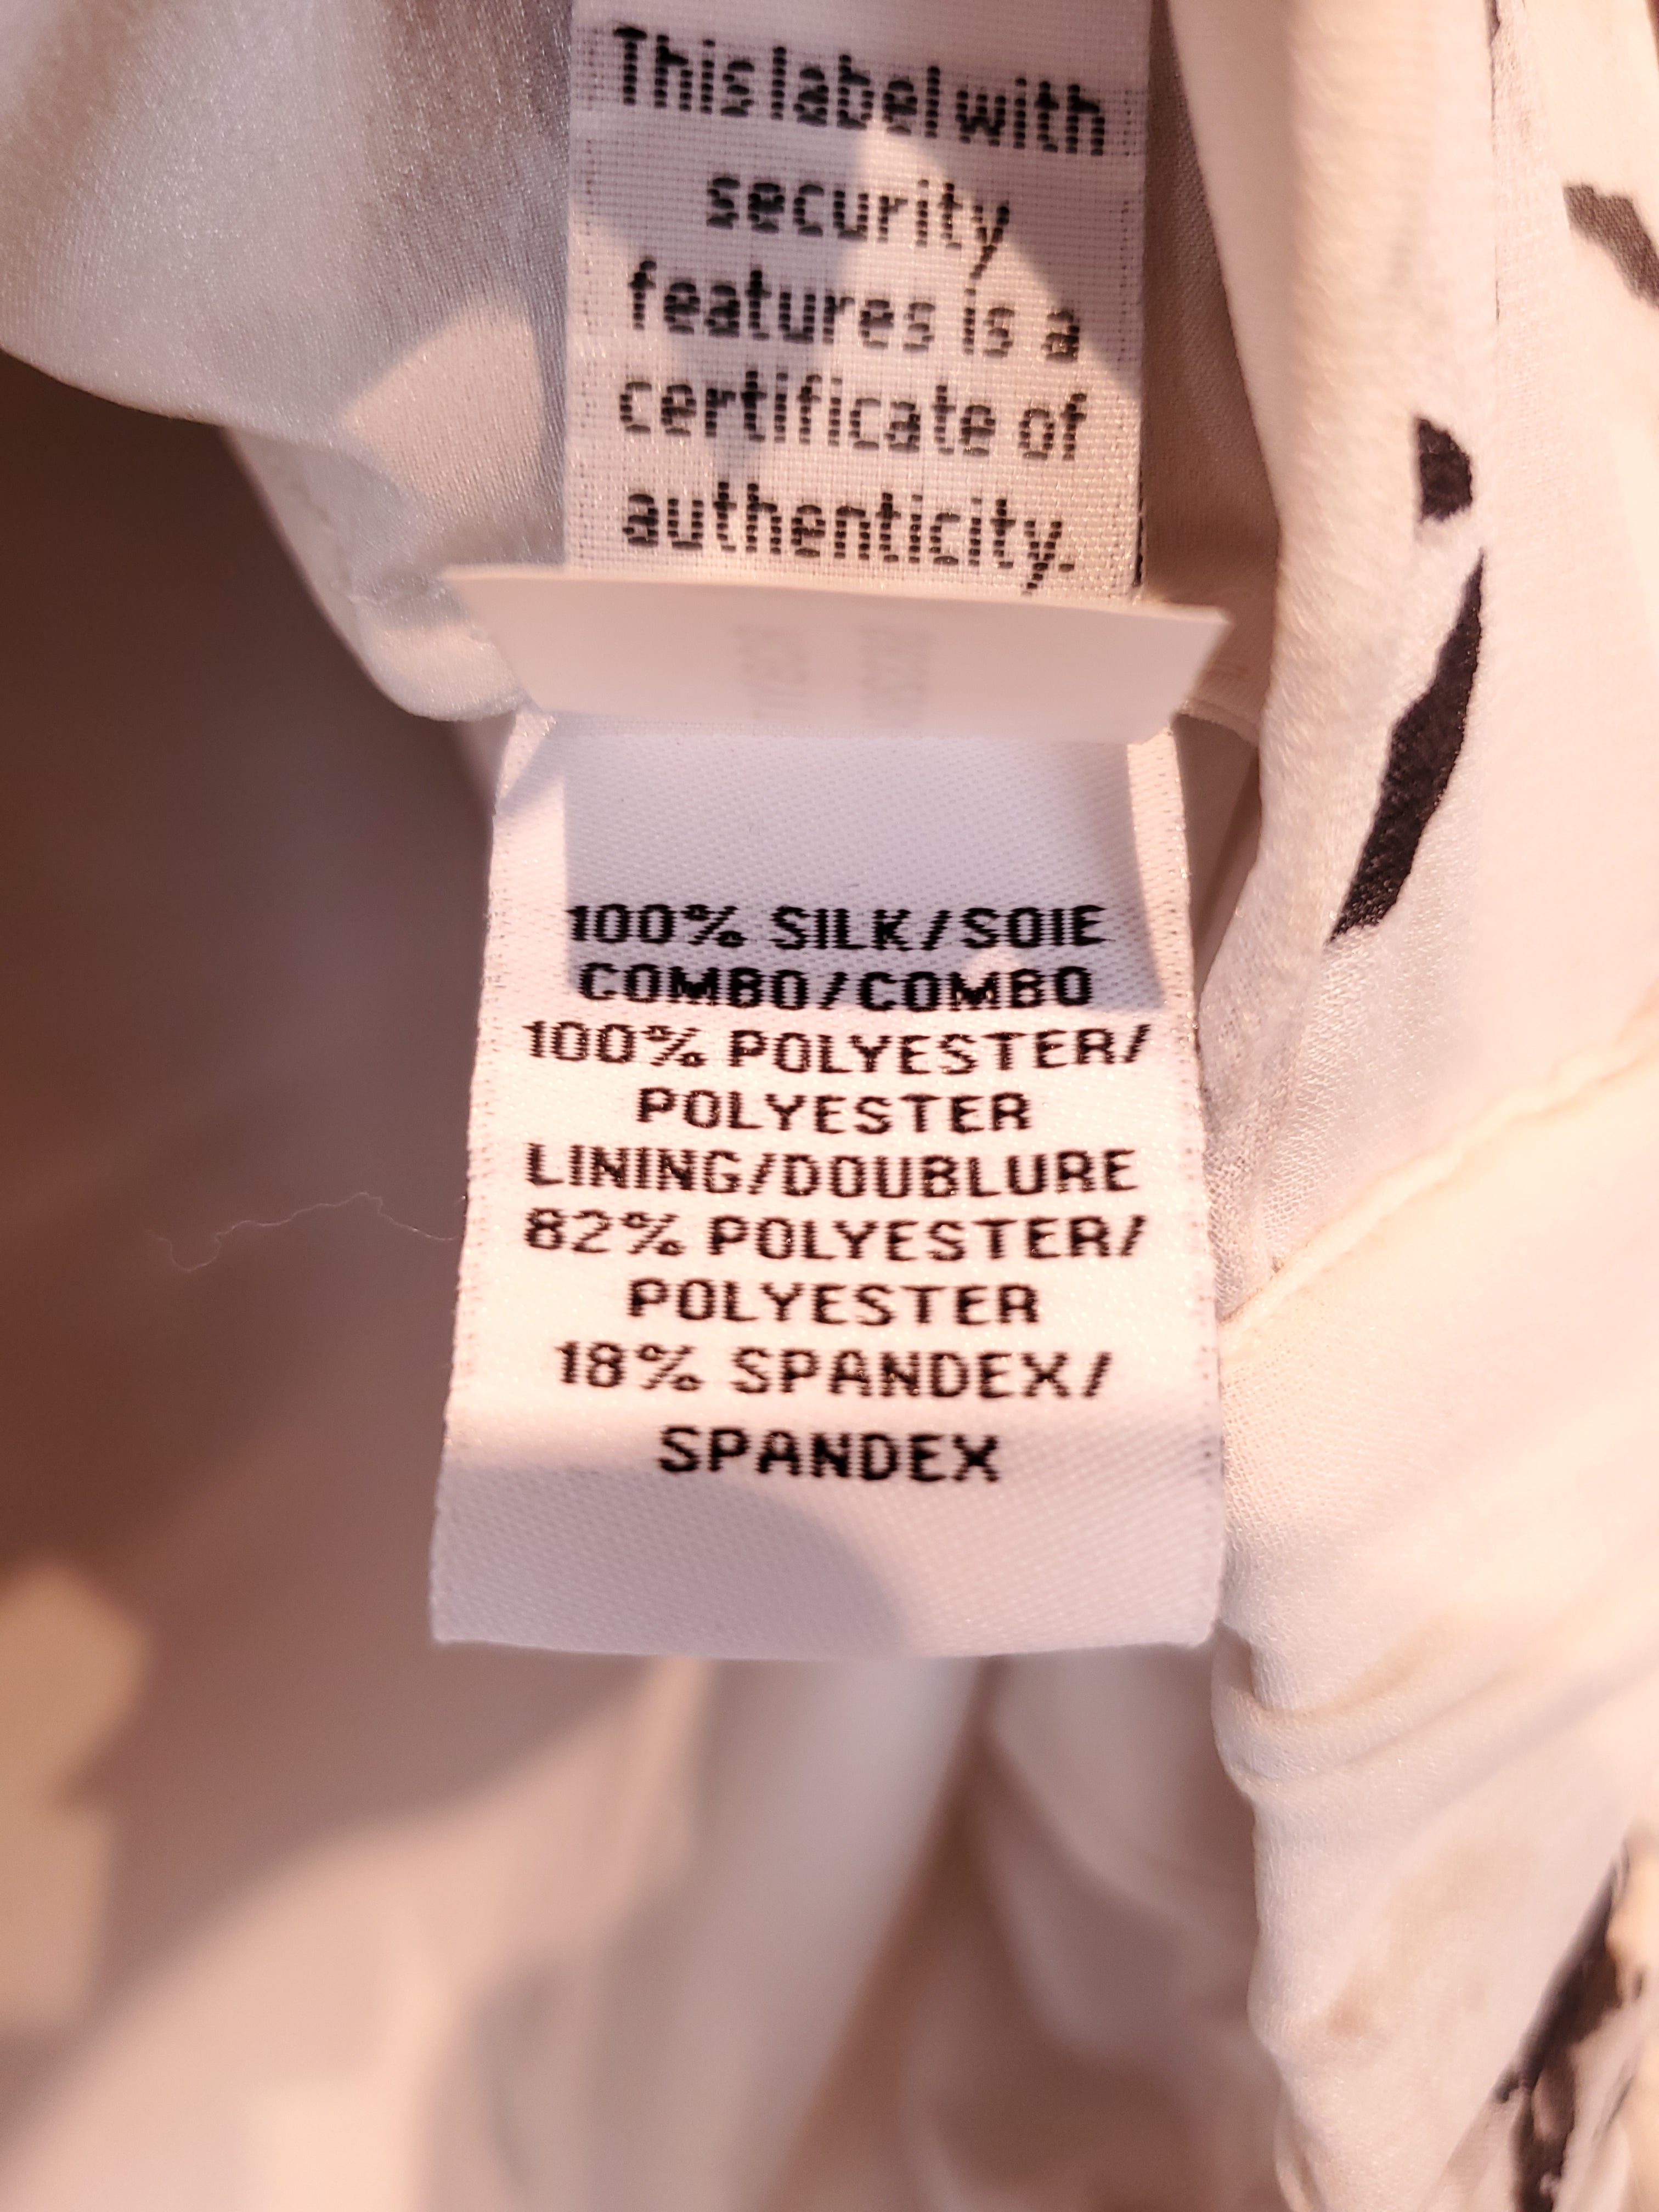 This label with
security
features is a
certificate of
authenticity.
100% SILK/SOIE
COMBO/COMBO
100% POLYESTER/
POLYESTER
LINING/DOUBLURE
82% POLYESTER/
POLYESTER
18% SPANDEX/
SPANDEX